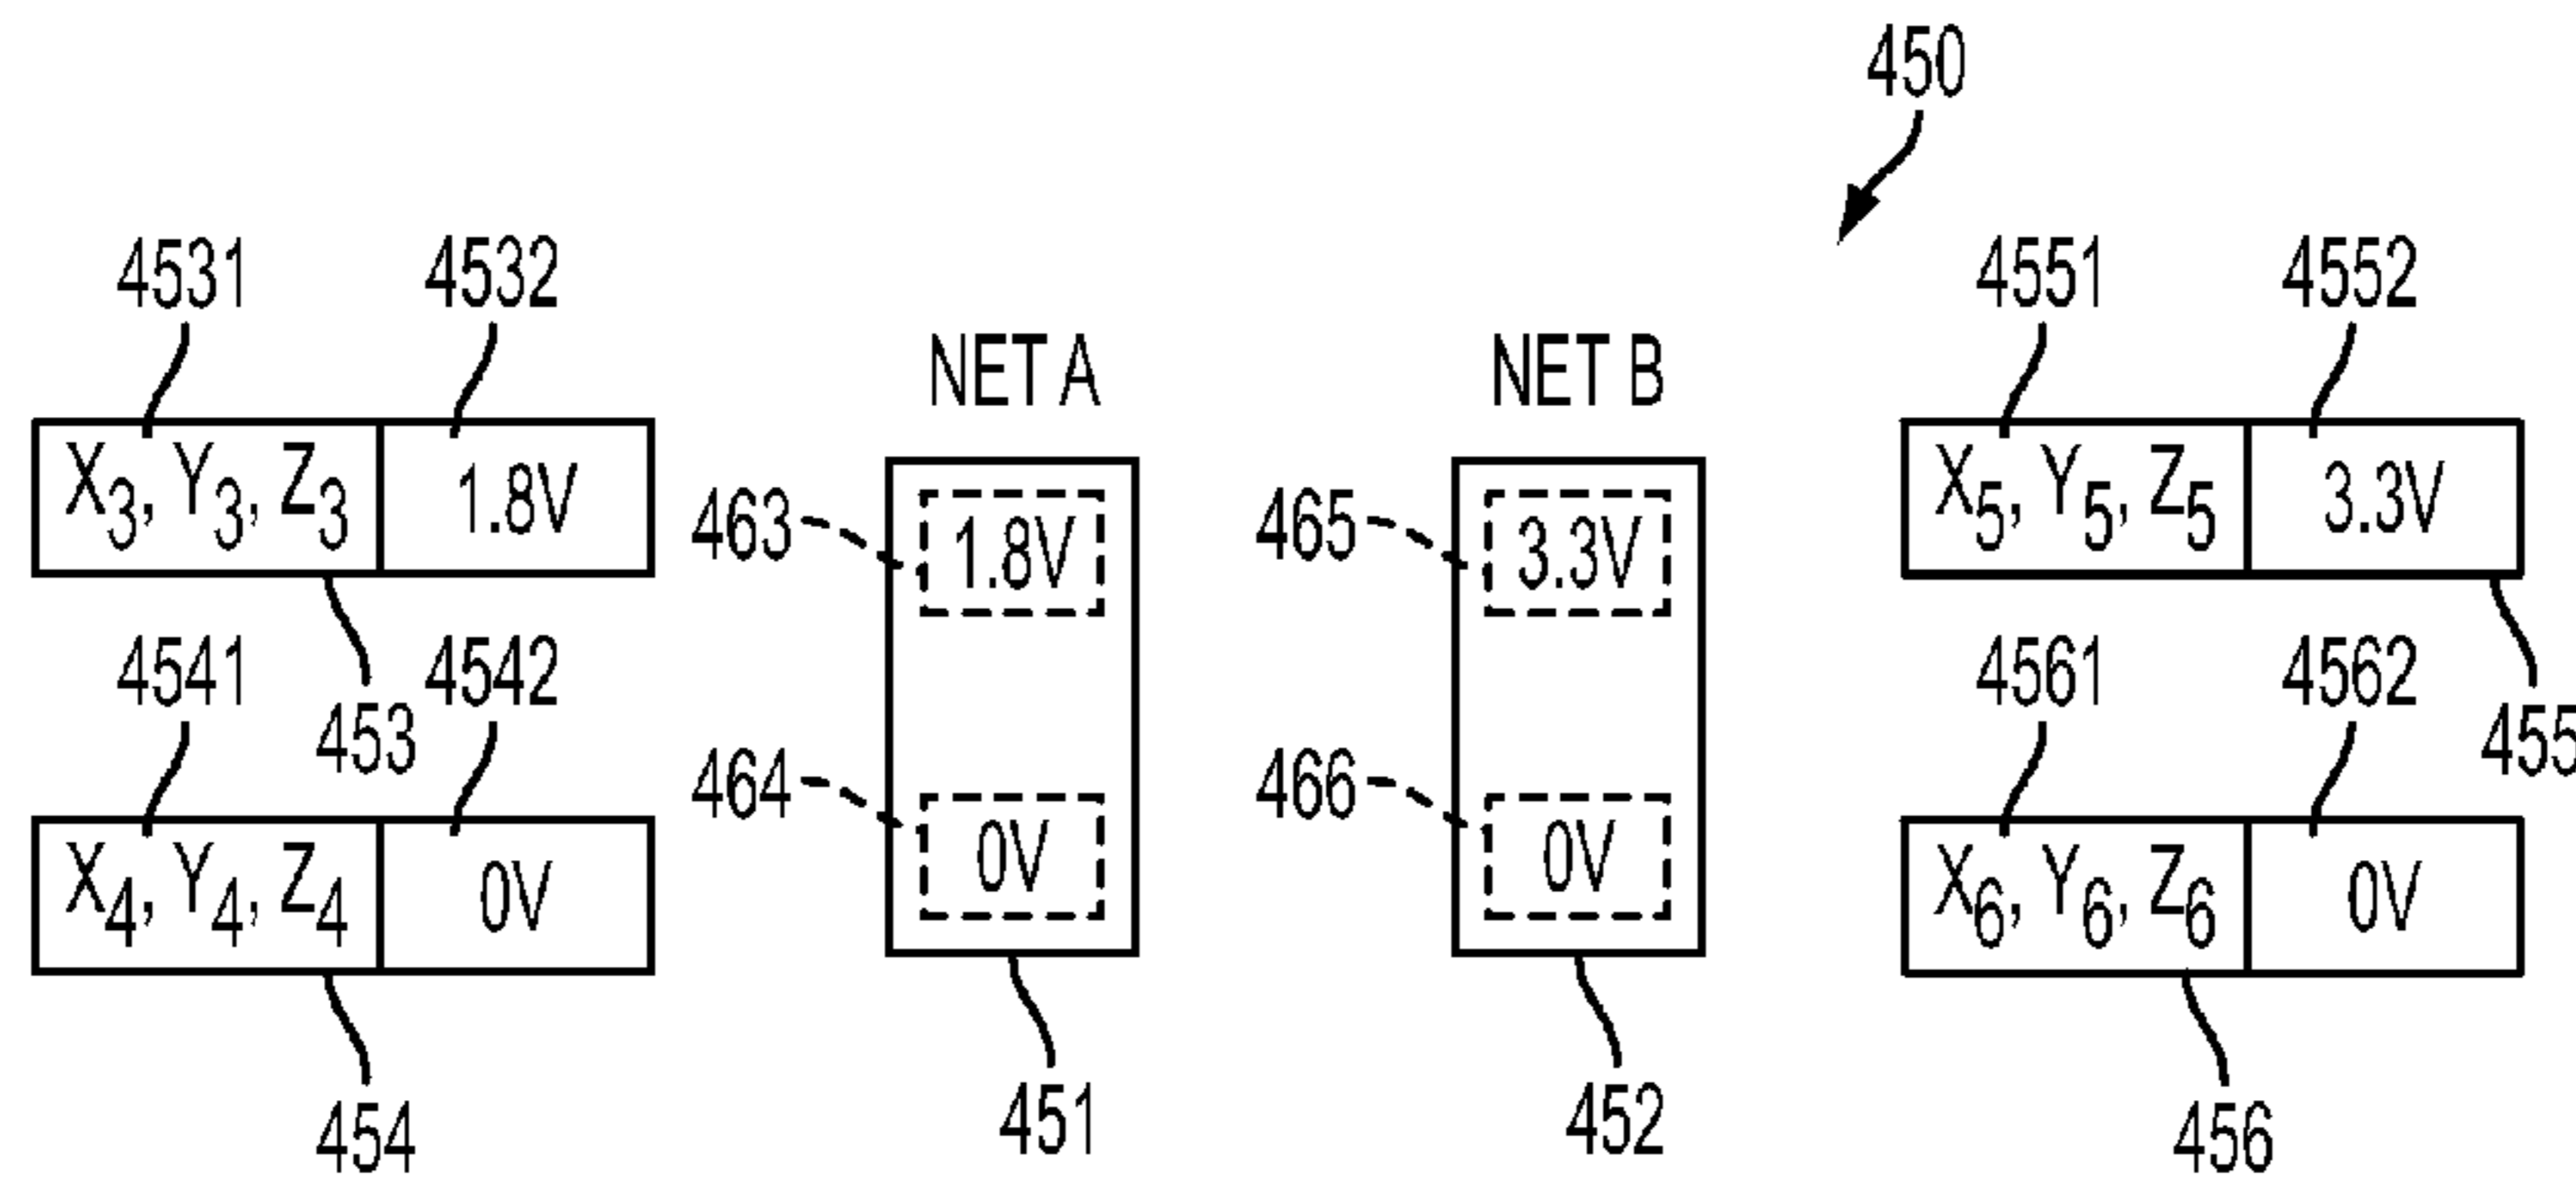 450
4531 4532 4551 4552
NET A NET B
X3, Y3, Z3 1.8V X5, Y5, Z5 3.3V
463 1.8V 465 3.3V
4541 4542 4561 4562
453 455
464 0V 466 0V
X4, Y4, Z4 0V X6, Y6, Z6 0V
451 452
454 456